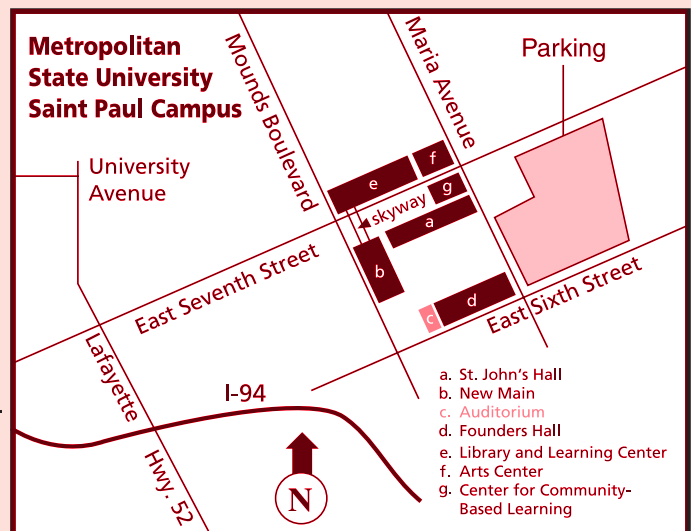 Metropolitan
State University
Saint Paul Campus
Mounds Boulevard
Maria Avenue
Parking
University
Avenue
e
f
g
skyway
a
b
East Seventh Street
d
c
East Sixth Street
Lafayette
Hwy. 52
I-94
N
a. St. John's Hall
b. New Main
c. Auditorium
d. Founders Hall
e. Library and Learning Center
f. Arts Center
g. Center for Community-
Based Learning